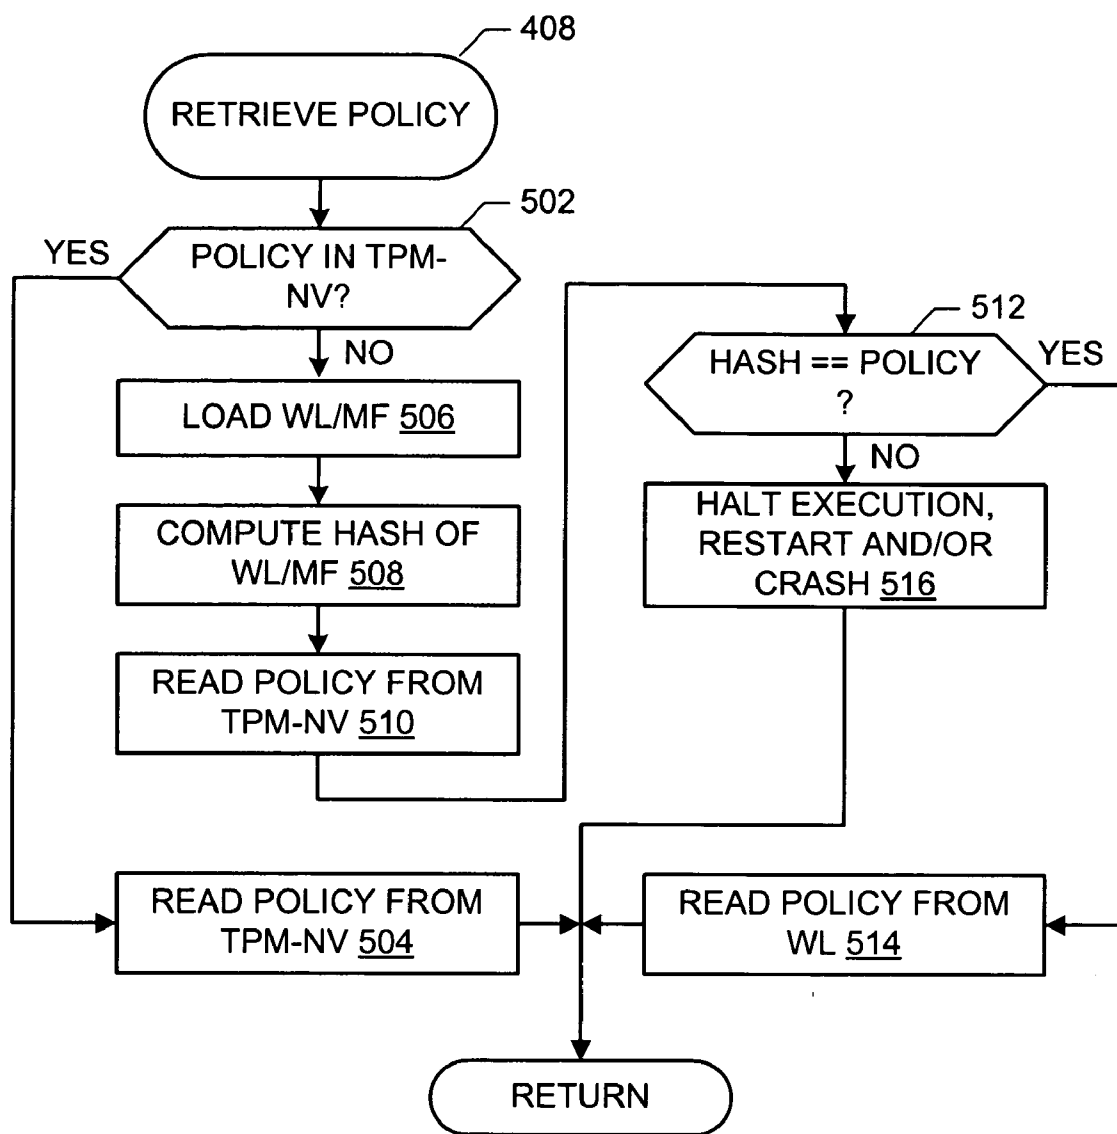 408
RETRIEVE POLICY
502
YES
POLICY IN TPM-
NV?
NO
LOAD WL/MF 506
COMPUTE HASH OF
WL/MF 508
READ POLICY FROM
TPM-NV 510
512
HASH == POLICY
?
YES
NO
HALT EXECUTION,
RESTART AND/OR
CRASH 516
READ POLICY FROM
TPM-NV 504
READ POLICY FROM
WL 514
RETURN